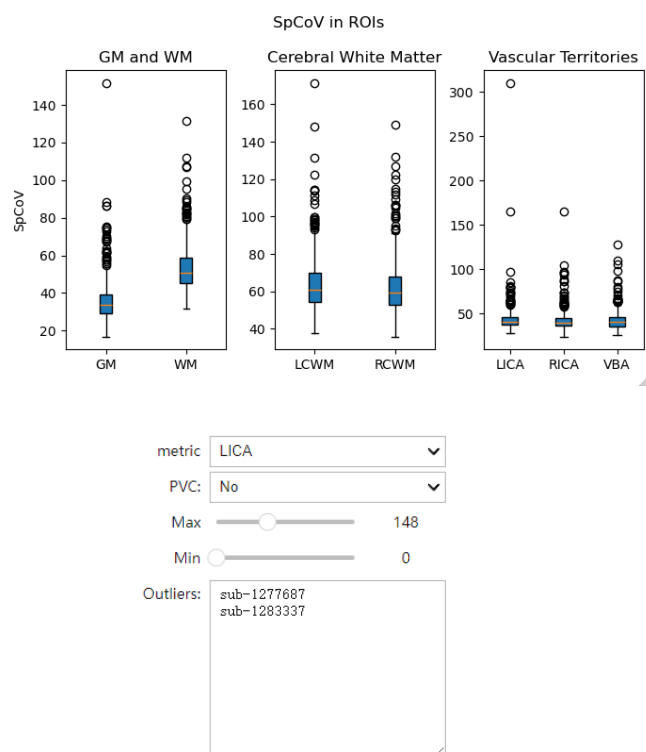 SpCoV in ROIs
GM and WM
Cerebral White Matter
Vascular Territories
SpCoV
140
120
100
80
60
40
20
GM
WM
160
140
120
100
80
60
40
LCWM
RCWM
300
250
200
150
100
50
LICA
RICA
VBA
metric LICA
PVC: No
Max 148
Min 0
Outliers: sub-1277687
sub-1283337